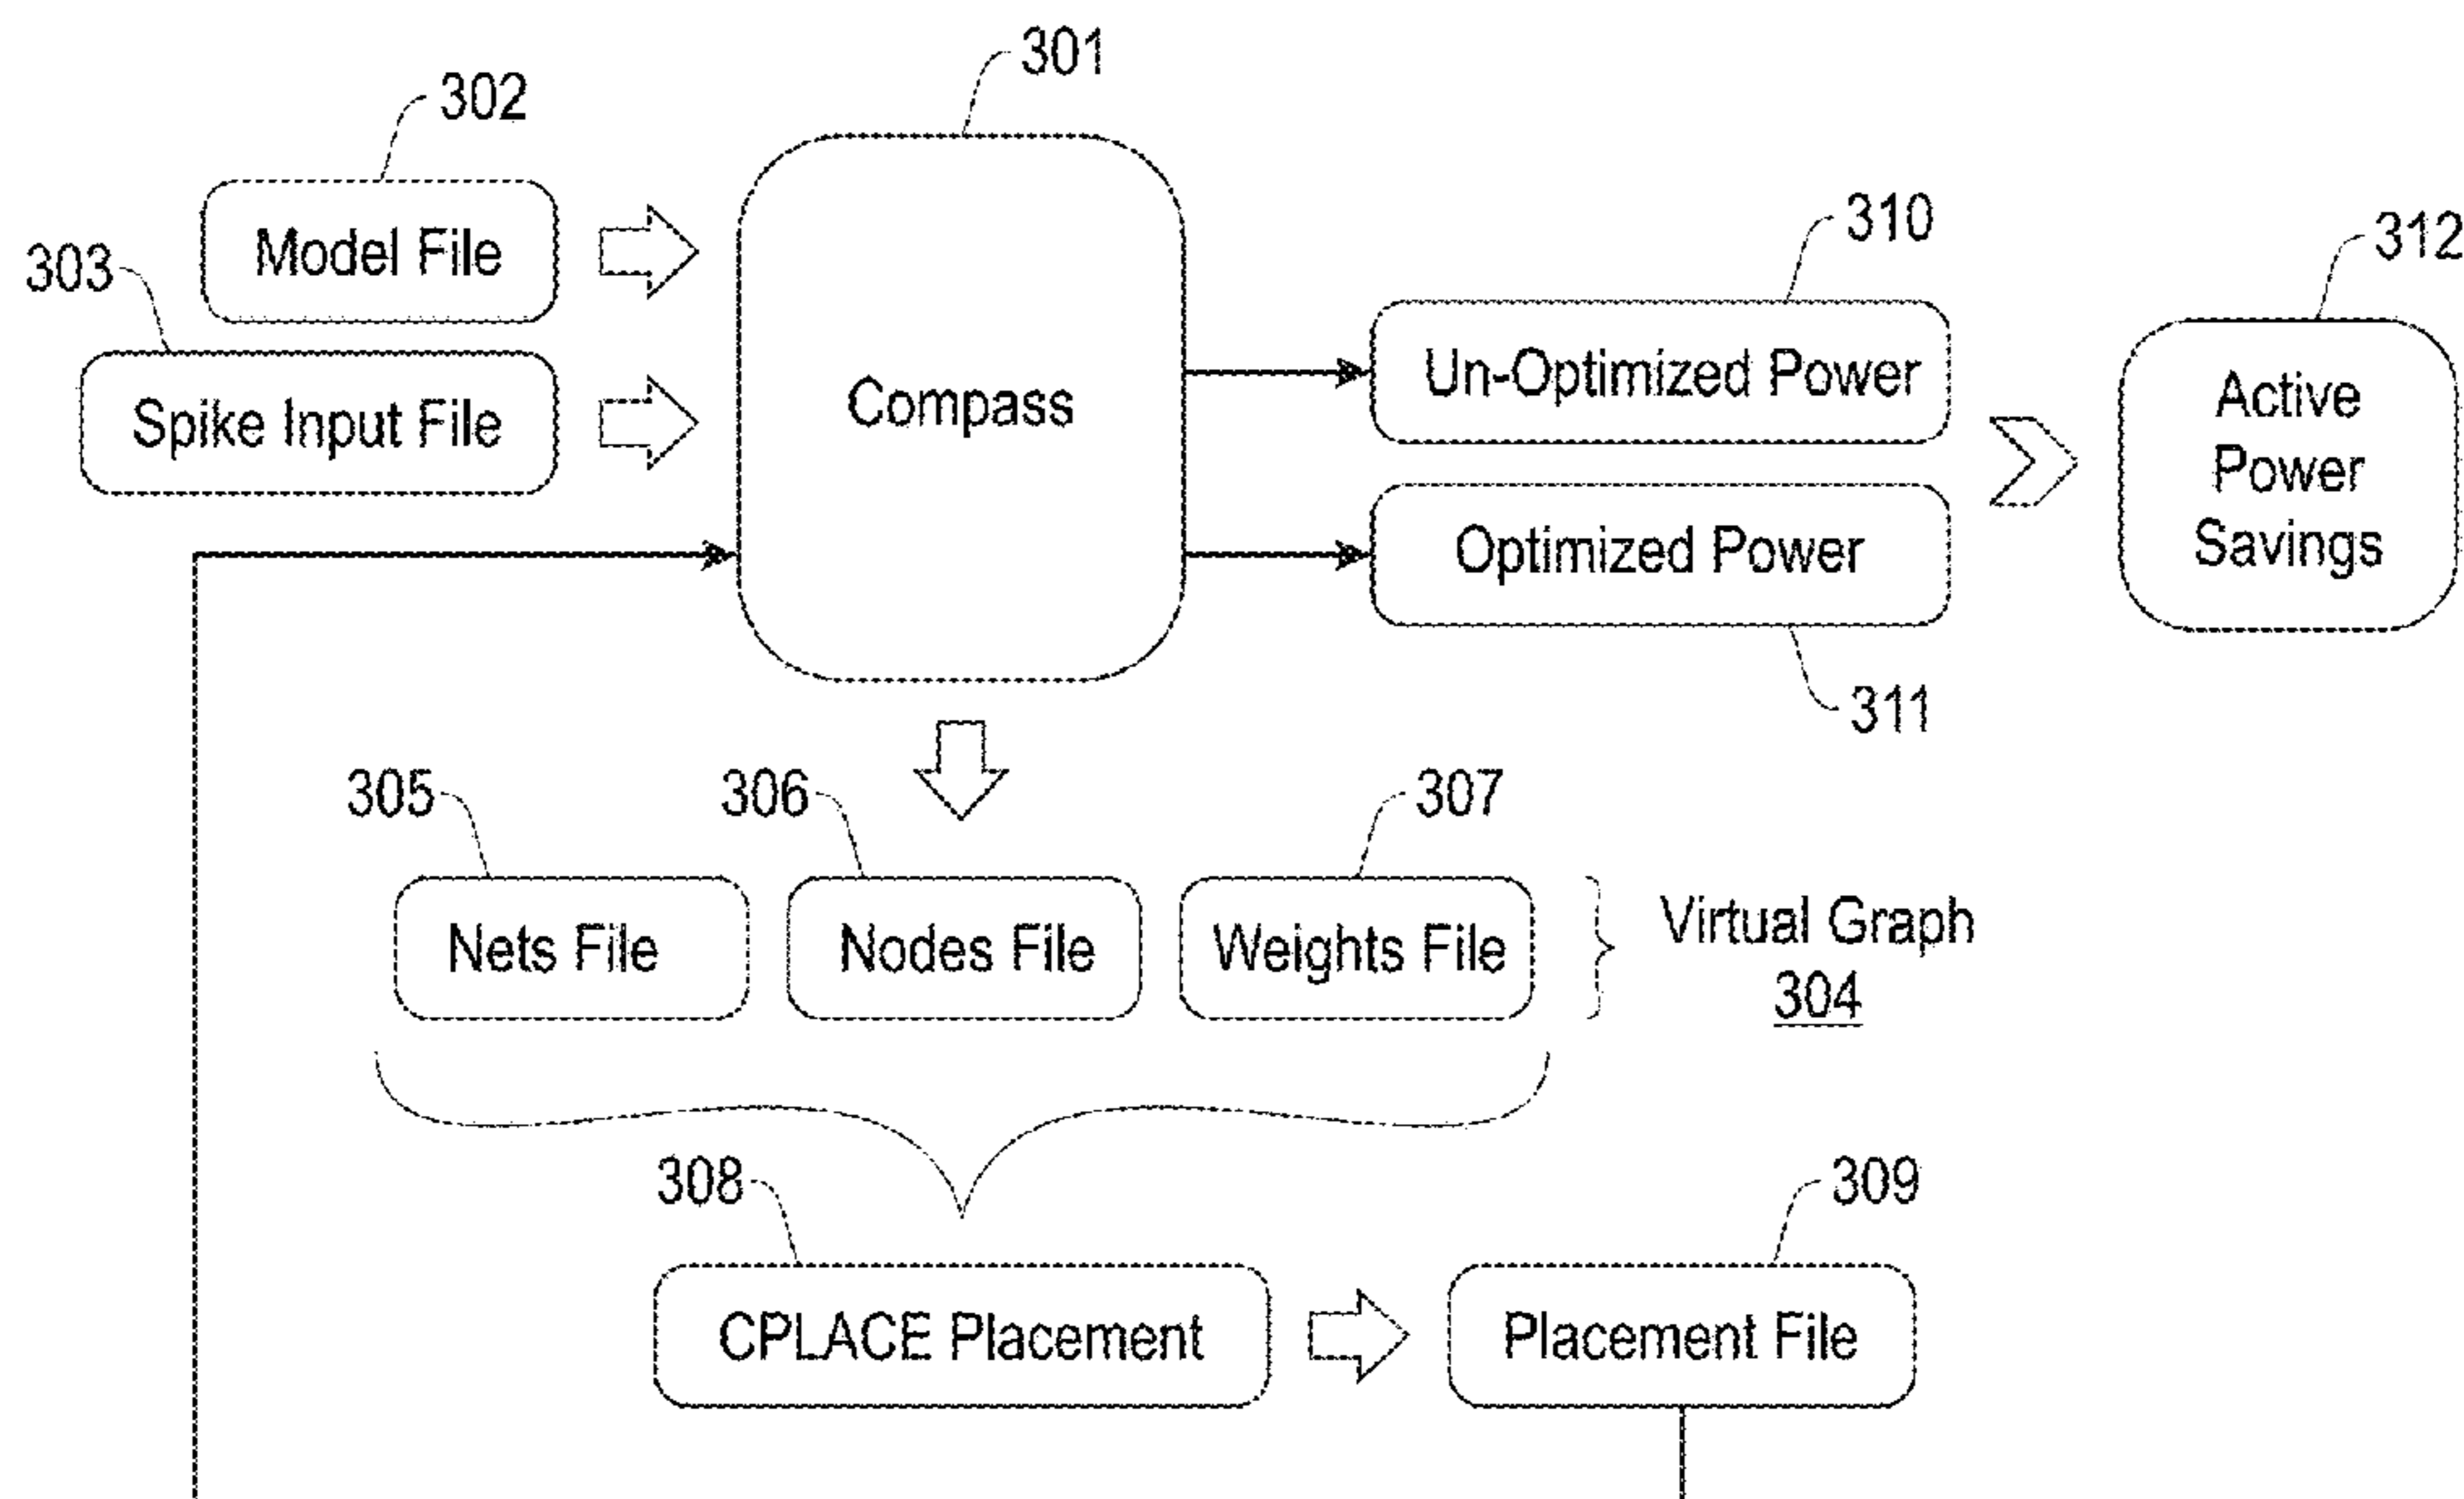 301
302
310
312
303
Model File
Spike Input File
Compass
Un-Optimized Power
Optimized Power
Active
Power
Savings
311
305
306
307
Nets File
Nodes File
Weights File
Virtual Graph
304
308
309
CPLACE Placement
Placement File